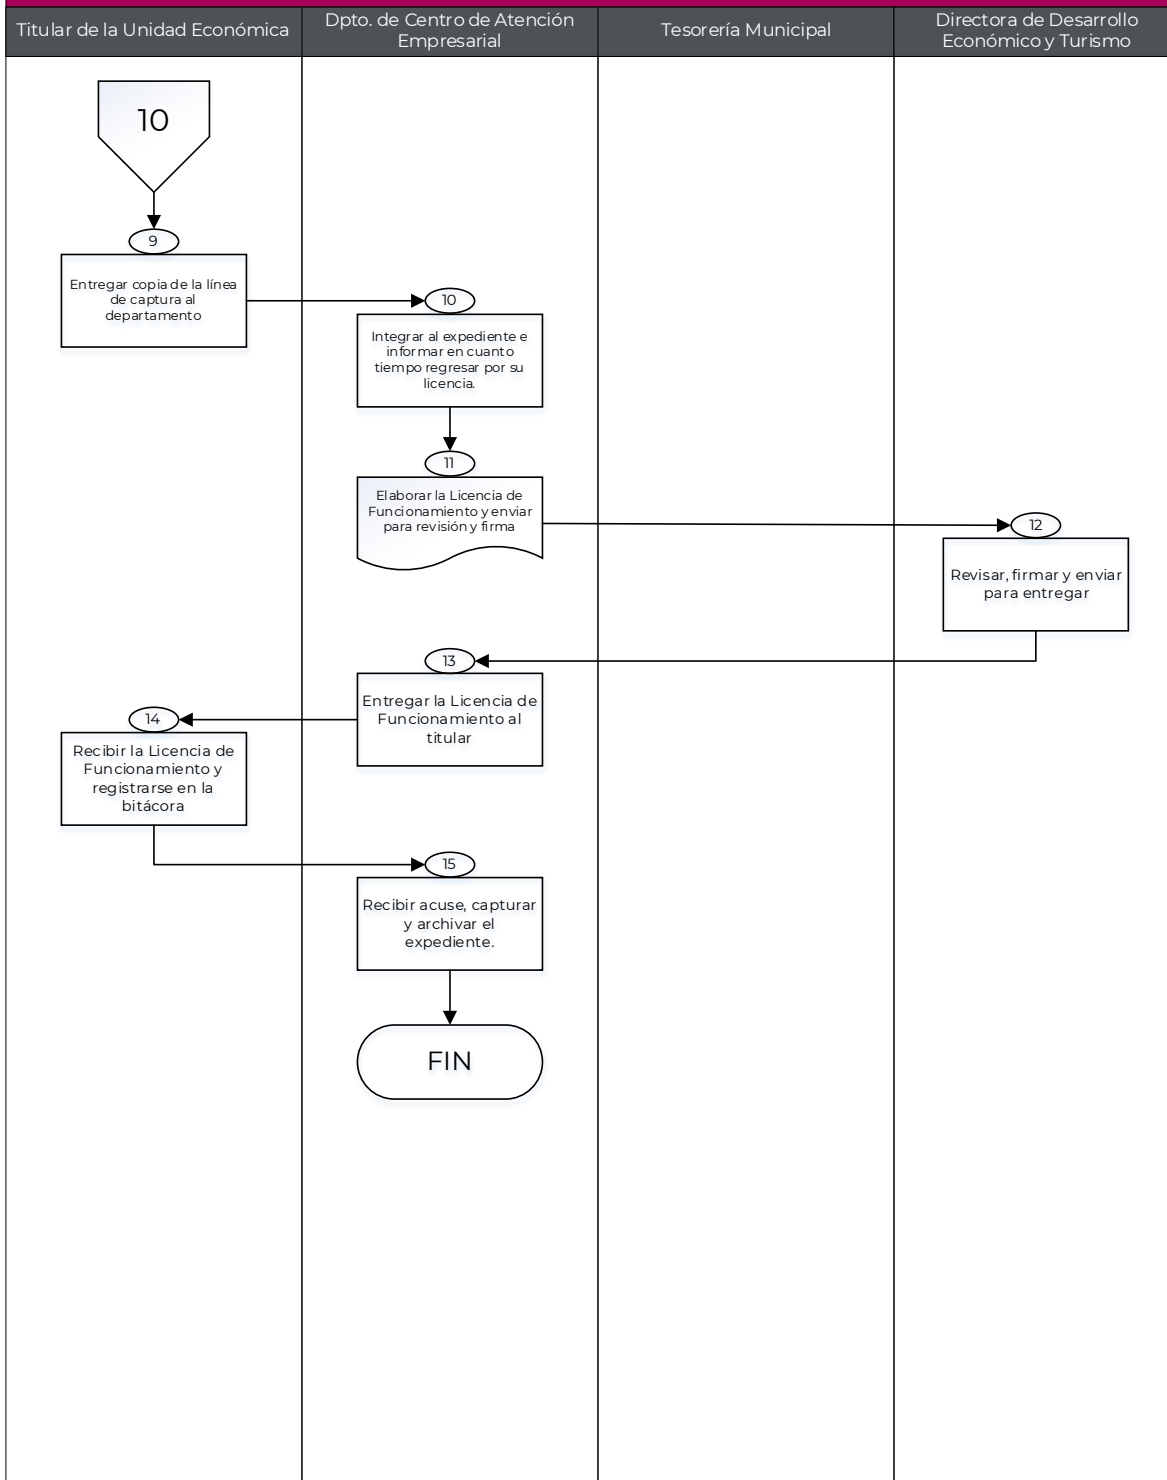 Titular de la Unidad Económica
Dpto. de Centro de Atención
Empresarial
Tesorería Municipal
Directora de Desarrollo
Económico y Turismo
10
9
Entregar copia de la línea
de captura al
departamento
10
Integrar al expediente e
informar en cuanto
tiempo regresar por su
licencia.
11
Elaborar la Licencia de
Funcionamiento y enviar
para revisión y firma
12
Revisar, firmar y enviar
para entregar
13
Entregar la Licencia de
Funcionamiento al
titular
14
Recibir la Licencia de
Funcionamiento y
registrarse en la
bitácora
15
Recibir acuse, capturar
y archivar el
expediente.
FIN